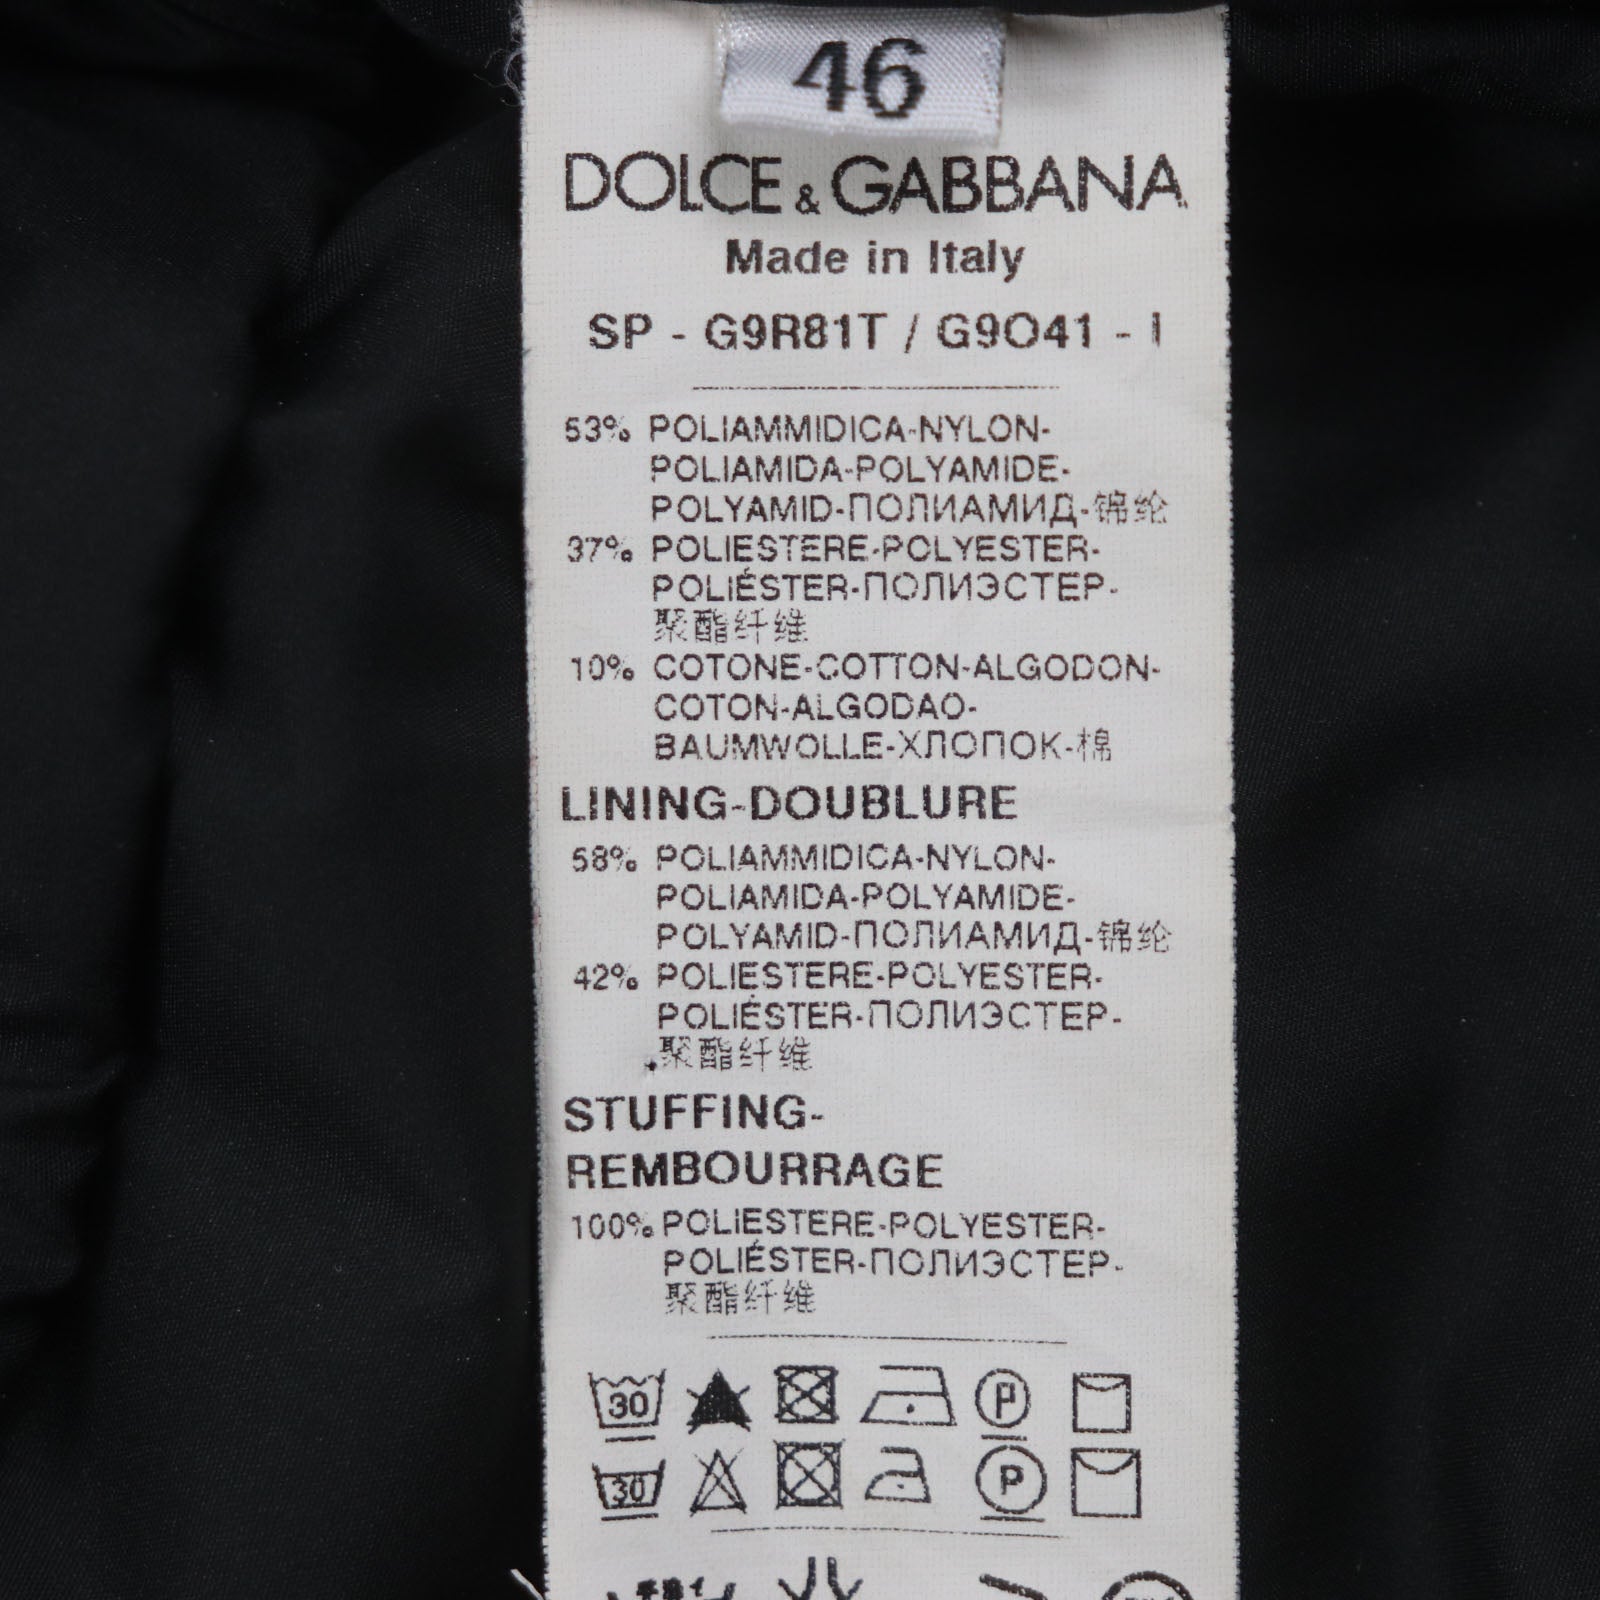 46
DOLCE & GABBANA
Made in Italy
SP - G9R81T / G9O41 - I
53% POLIAMMIDICA-NYLON-
POLIAMIDA-POLYAMIDE-
POLYAMID-ПОЛИАМИД-锦纶
37% POLIESTERE-POLYESTER-
POLIÉSTER-ПОЛИЭСТЕР-
聚酯纤维
10% COTONE-COTTON-ALGODON-
COTON-ALGODAO-
BAUMWOLLE-ХЛОПОК-棉
LINING-DOUBLURE
58% POLIAMMIDICA-NYLON-
POLIAMIDA-POLYAMIDE-
POLYAMID-ПОЛИАМИД-锦纶
42% POLIESTERE-POLYESTER-
POLIÉSTER-ПОЛИЭСТЕР-
聚酯纤维
STUFFING-
REMBOURRAGE
100% POLIESTERE-POLYESTER-
POLIÉSTER-ПОЛИЭСТЕР-
聚酯纤维
30 P
30 P